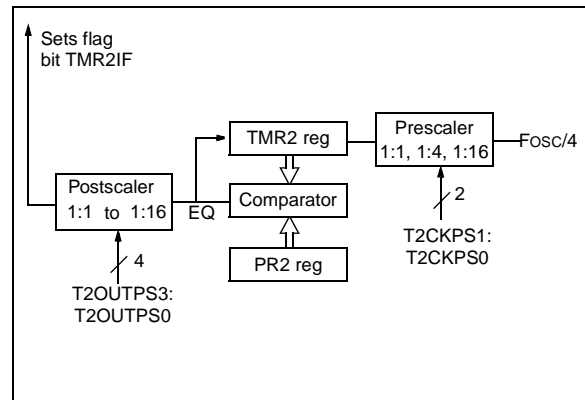 Sets flag
bit TMR2IF
TMR2 reg
Prescaler
1:1, 1:4, 1:16
FOSC/4
Postscaler
1:1 to 1:16
EQ
Comparator
2
4
PR2 reg
T2CKPS1:
T2CKPS0
T2OUTPS3:
T2OUTPS0